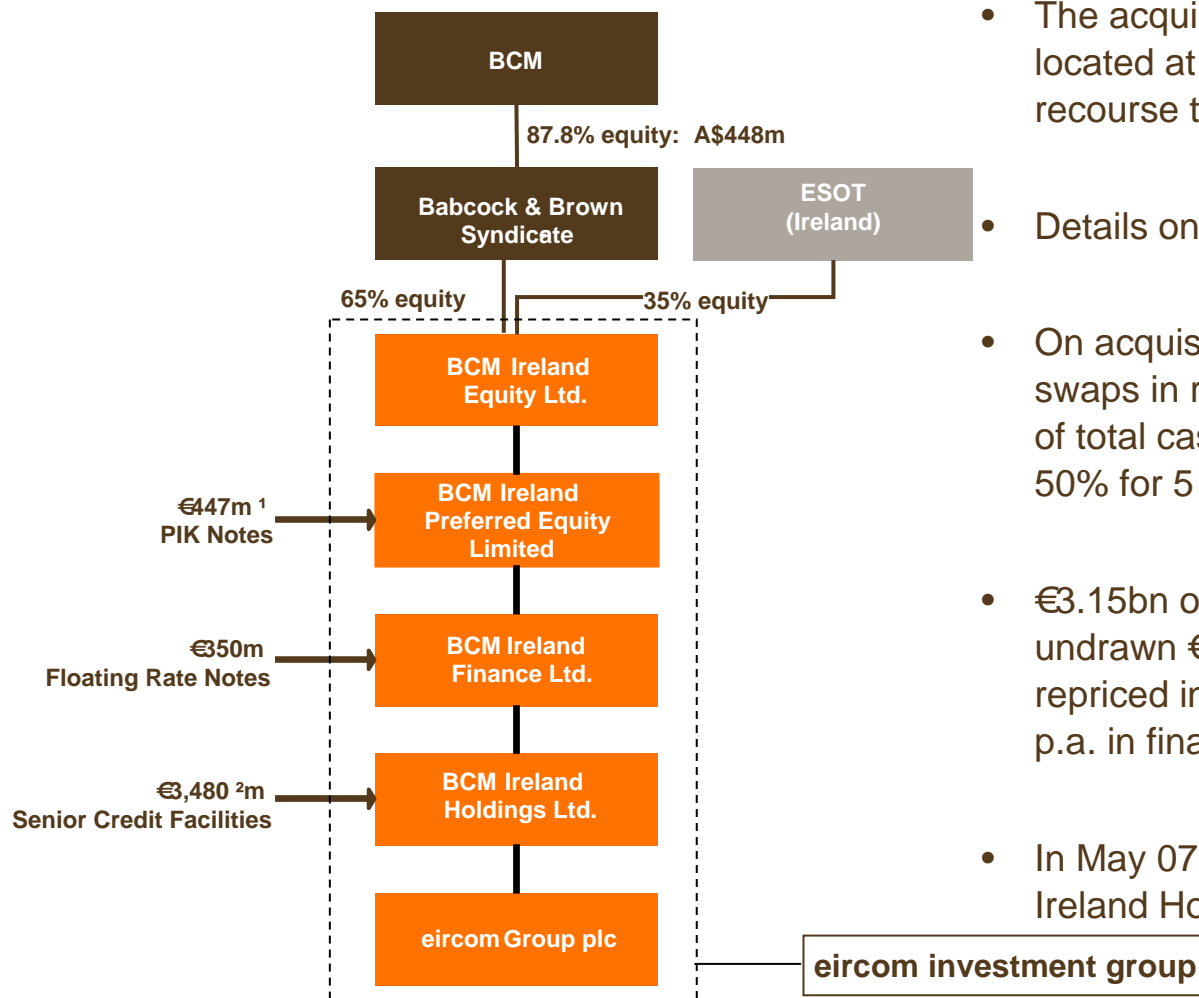 BCM
87.8% equity: A$448m
Babcock & Brown
Syndicate
ESOT
(Ireland)
65% equity
35% equity
BCM Ireland
Equity Ltd.
€447m ¹
PIK Notes
BCM Ireland
Preferred Equity
Limited
€350m
Floating Rate Notes
BCM Ireland
Finance Ltd.
€3,480 ²m
Senior Credit Facilities
BCM Ireland
Holdings Ltd.
eircom Group plc
eircom investment group
• The acqui
located at
recourse t
• Details on
• On acquis
swaps in r
of total cas
50% for 5
• €3.15bn o
undrawn €
repriced in
p.a. in fina
• In May 07
Ireland Ho